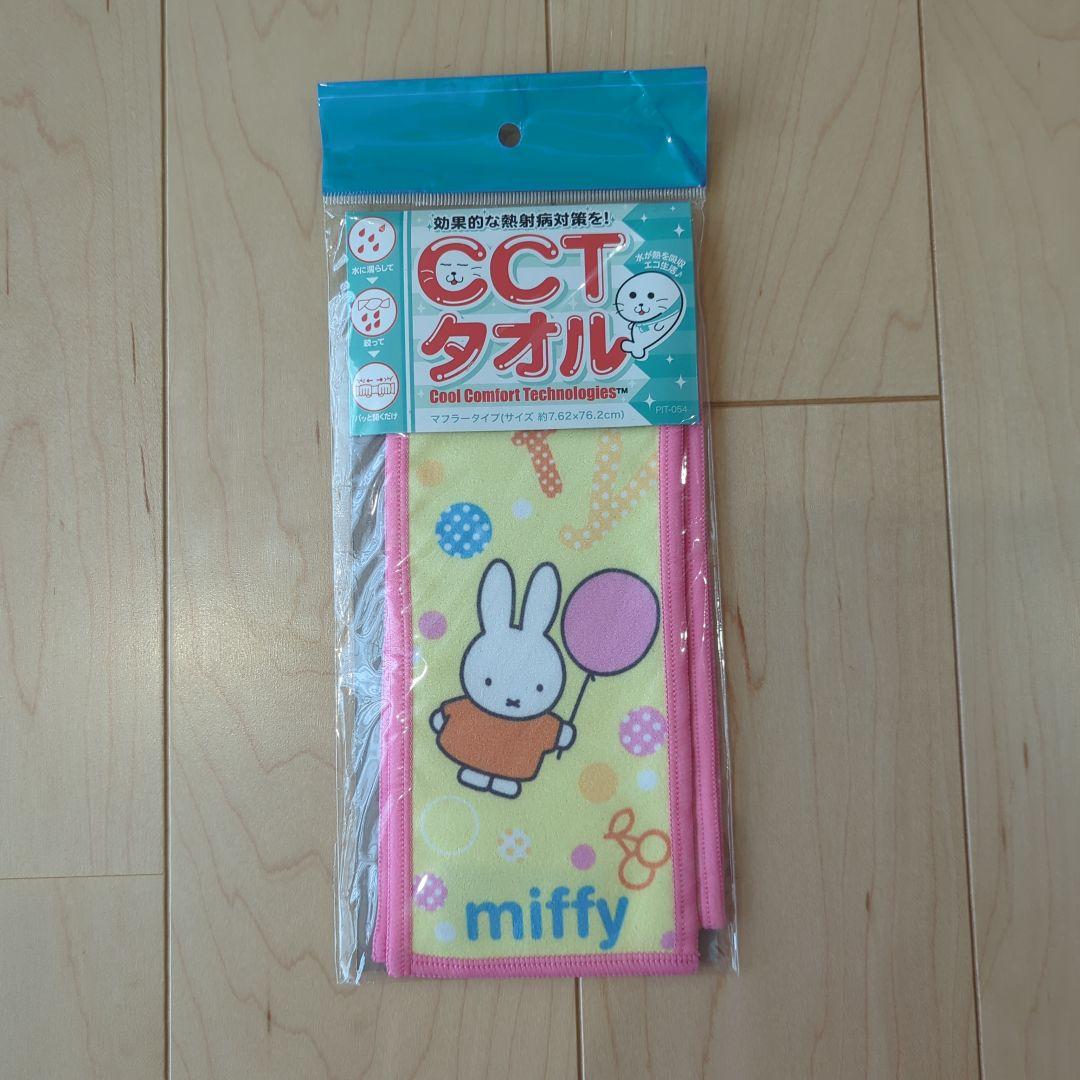 効果的な熱射病対策を!
CCT
タオル
Cool Comfort Technologies™
マフラータイプ(サイズ 約7.62×76.2cm)
PIT-054
水に濡らして
絞って
パッと開くだけ
水が熱を吸収
エコ生活♪
miffy